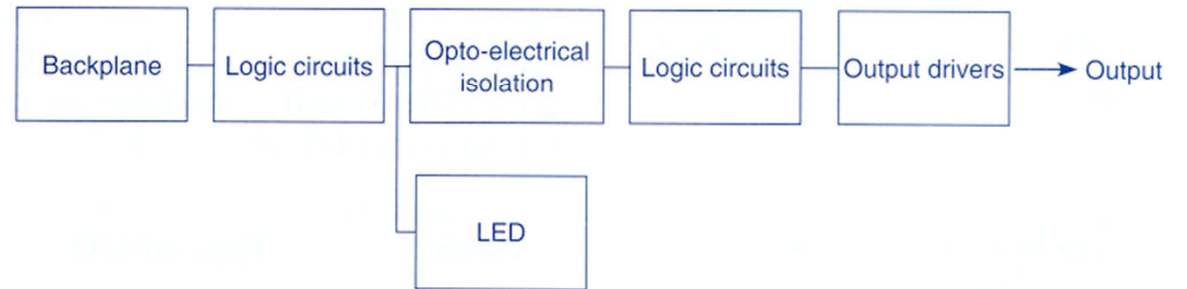 Backplane
Logic circuits
Opto-electrical
isolation
Logic circuits
Output drivers
Output
LED